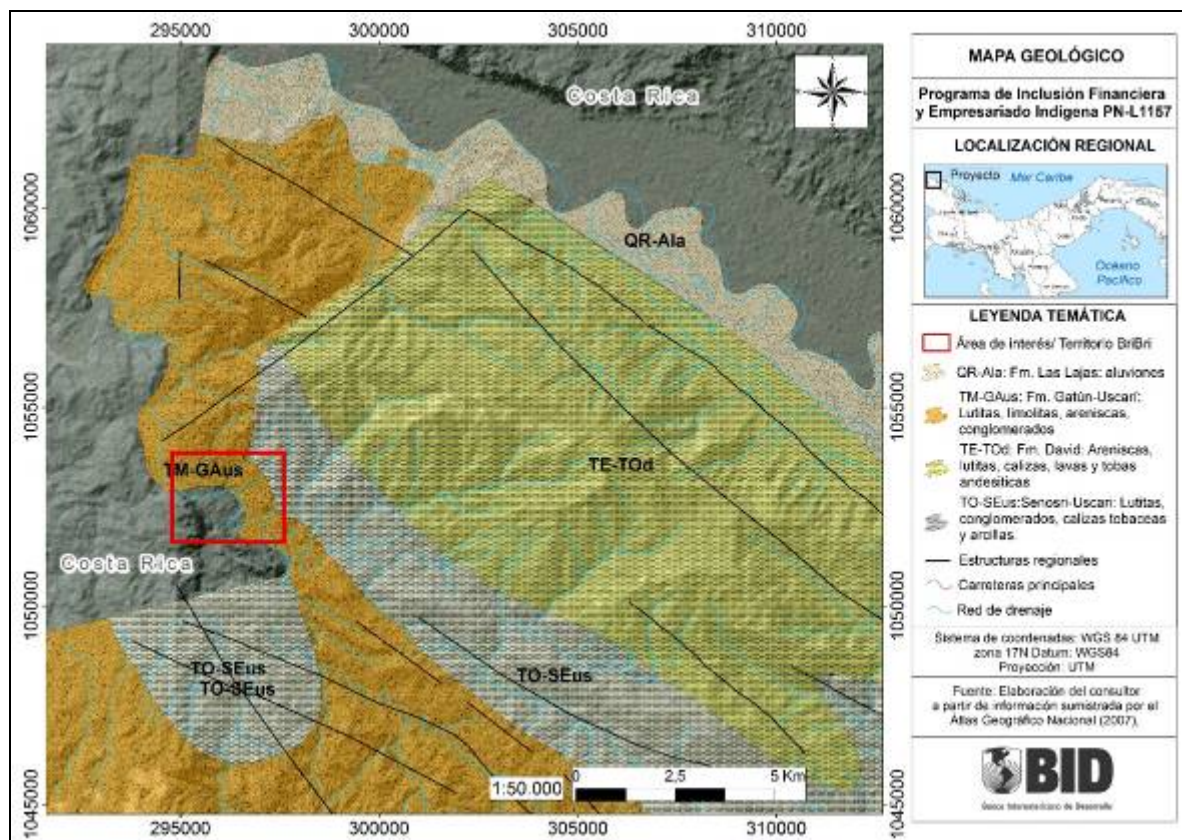 295000 300000 305000 310000
Costa Rica
1060000 1060000
QR-Ala
1055000 1055000
TM-GAus
TE-TOd
Costa Rica
1050000 1050000
TO-SEus
TO-SEus
TO-SEus
1:50.000
0 2,5 5 Km
1045000 1045000
295000 300000 305000 310000
MAPA GEOLÓGICO
Programa de Inclusión Financiera
y Empresariado Indígena PN-L1157
LOCALIZACIÓN REGIONAL
Proyecto Mar Caribe
Océano
Pacífico
LEYENDA TEMÁTICA
Área de interés/ Territorio BriBri
QR-Ala: Fm. Las Lajas: aluviones
TM-GAus: Fm. Gatún-Uscarí:
Lutitas, limolitas, areniscas,
conglomerados
TE-TOd: Fm. David: Areniscas,
lutitas, calizas, lavas y tobas
andesiticas
TO-SEus:Senosri-Uscari: Lutitas,
conglomerados, calizas tobaceas
y arcillas.
Estructuras regionales
Carreteras principales
Red de drenaje
Sistema de coordenadas: WGS 84 UTM
zona 17N Datum: WGS84
Proyección: UTM
Fuente: Elaboración del consultor
a partir de información sumistrada por el
Átlas Geográfico Nacional (2007).
BID
Banco Interamericano de Desarrollo